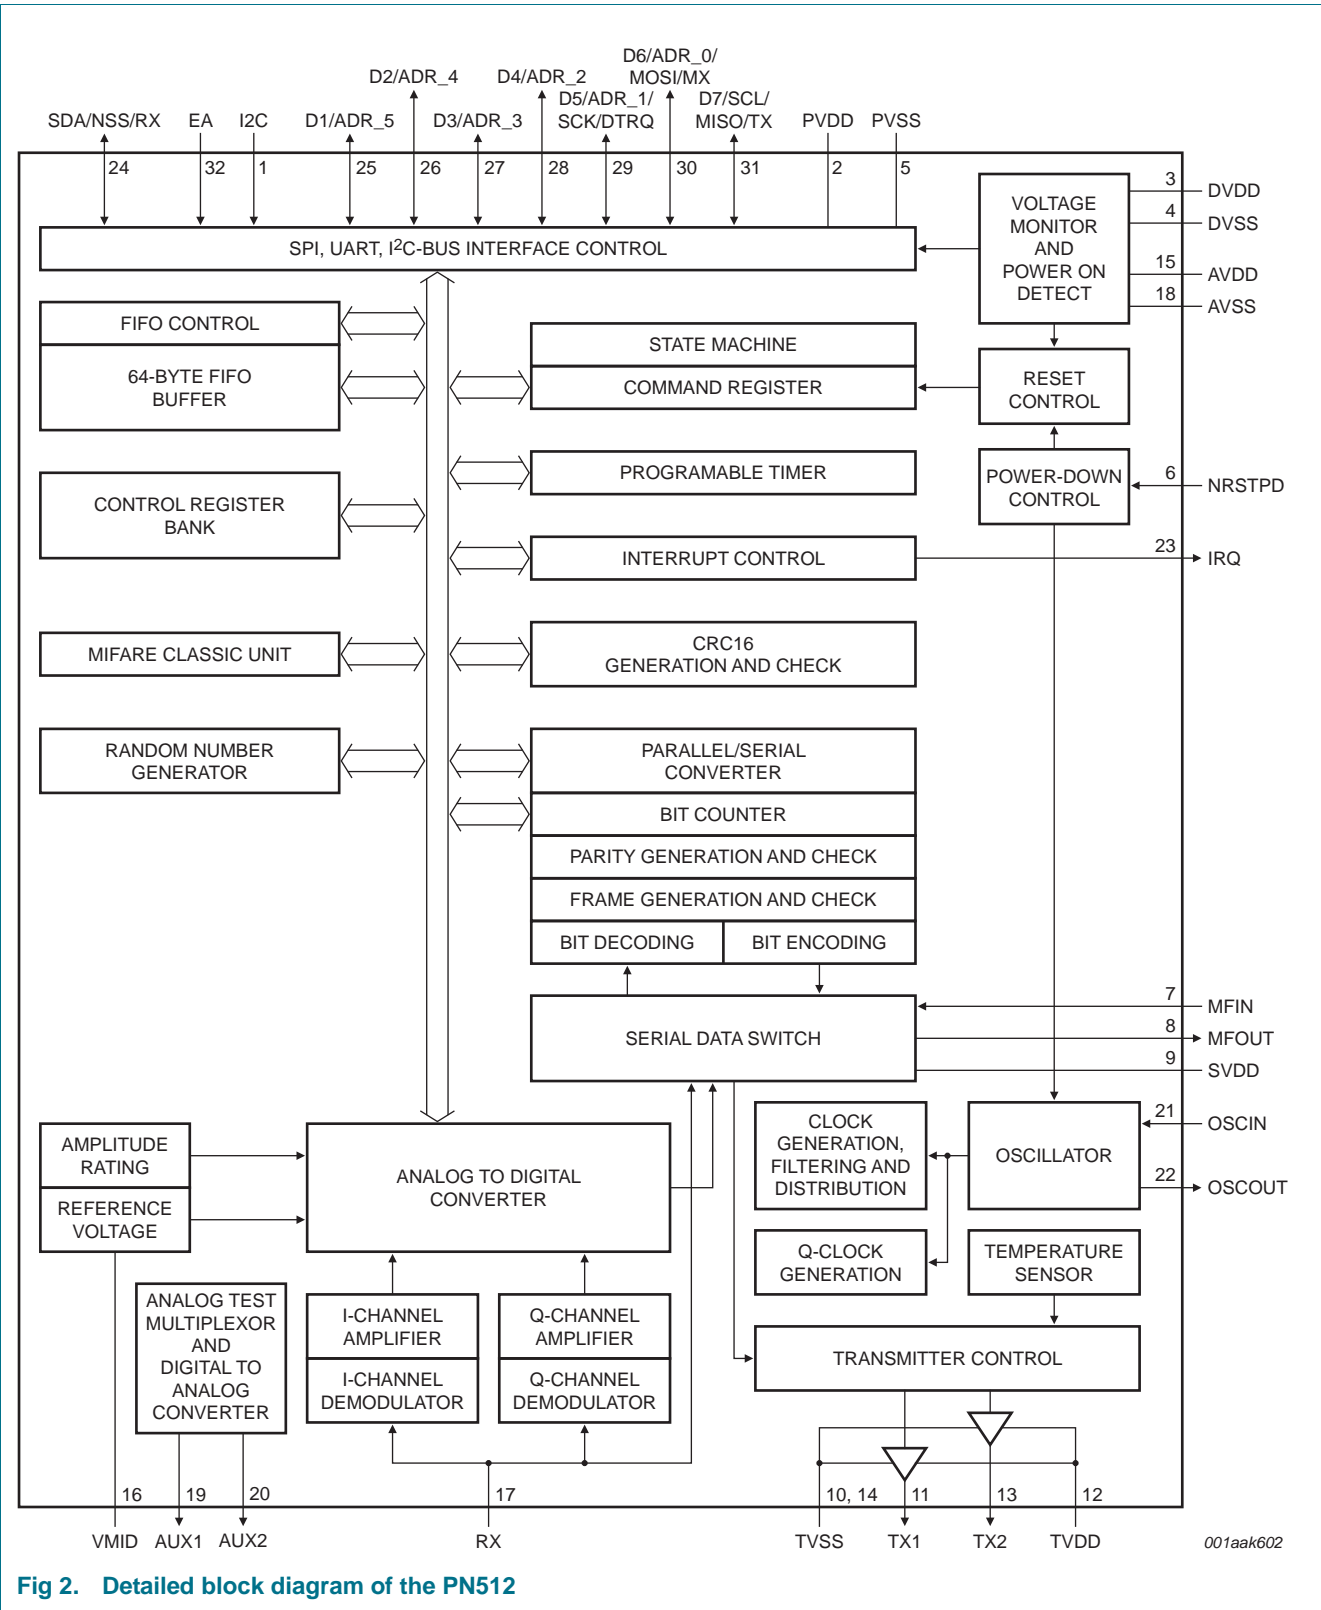 D6/ADR_0/
MOSI/MX
D2/ADR_4
D4/ADR_2
D5/ADR_1/
SCK/DTRQ
D7/SCL/
MISO/TX
SDA/NSS/RX
EA
I2C
D1/ADR_5
D3/ADR_3
PVDD
PVSS
24
32
1
25
26
27
28
29
30
31
2
5
SPI, UART, I2C-BUS INTERFACE CONTROL
VOLTAGE
MONITOR
AND
POWER ON
DETECT
3
DVDD
4
DVSS
15
AVDD
18
AVSS
FIFO CONTROL
64-BYTE FIFO
BUFFER
STATE MACHINE
COMMAND REGISTER
RESET
CONTROL
CONTROL REGISTER
BANK
PROGRAMABLE TIMER
POWER-DOWN
CONTROL
6
NRSTPD
INTERRUPT CONTROL
23
IRQ
MIFARE CLASSIC UNIT
CRC16
GENERATION AND CHECK
RANDOM NUMBER
GENERATOR
PARALLEL/SERIAL
CONVERTER
BIT COUNTER
PARITY GENERATION AND CHECK
FRAME GENERATION AND CHECK
BIT DECODING
BIT ENCODING
SERIAL DATA SWITCH
7
MFIN
8
MFOUT
9
SVDD
AMPLITUDE
RATING
REFERENCE
VOLTAGE
ANALOG TO DIGITAL
CONVERTER
CLOCK
GENERATION,
FILTERING AND
DISTRIBUTION
OSCILLATOR
21
OSCIN
22
OSCOUT
Q-CLOCK
GENERATION
TEMPERATURE
SENSOR
ANALOG TEST
MULTIPLEXOR
AND
DIGITAL TO
ANALOG
CONVERTER
I-CHANNEL
AMPLIFIER
I-CHANNEL
DEMODULATOR
Q-CHANNEL
AMPLIFIER
Q-CHANNEL
DEMODULATOR
TRANSMITTER CONTROL
16
19
20
17
10, 14
11
13
12
VMID
AUX1
AUX2
RX
TVSS
TX1
TX2
TVDD
001aak602
Fig 2. Detailed block diagram of the PN512